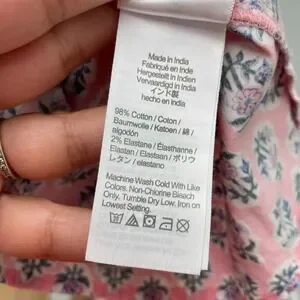 Made in India
Fabriqué en Inde
Hergestellt in Indien
Vervaardigd in India
インド製
hecho en India
98% Cotton / Coton /
Baumwolle / Katoen / 綿 /
algodón
2% Elastane / Élasthanne /
Elastan / Elastaan / ポリウ
レタン / elastano
Machine Wash Cold With Like
Colors. Non-Chlorine Bleach
Only. Tumble Dry Low. Iron on
Lowest Setting.